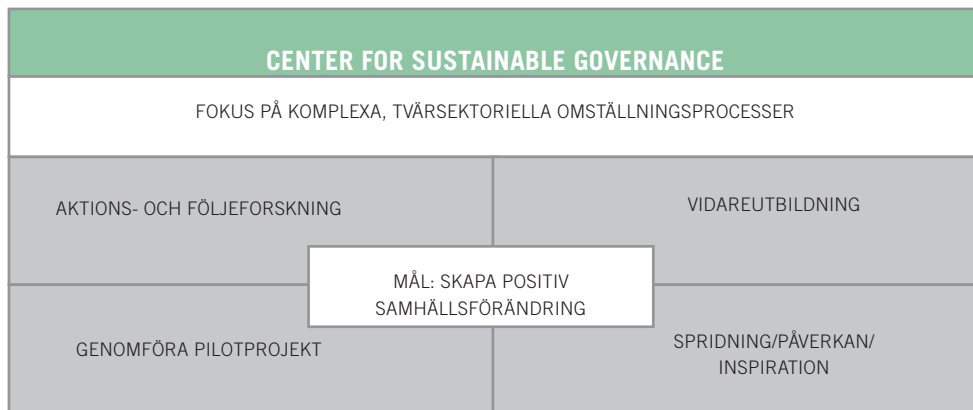 CENTER FOR SUSTAINABLE GOVERNANCE
FOKUS PÅ KOMPLEXA, TVÄRSEKTORIELLA OMSTÄLLNINGSPROCESSER
AKTIONS- OCH FÖLJEFORSKNING
VIDAREUTBILDNING
MÅL: SKAPA POSITIV
SAMHÄLLSFÖRÄNDRING
GENOMFÖRA PILOTPROJEKT
SPRIDNING/PÅVERKAN/
INSPIRATION